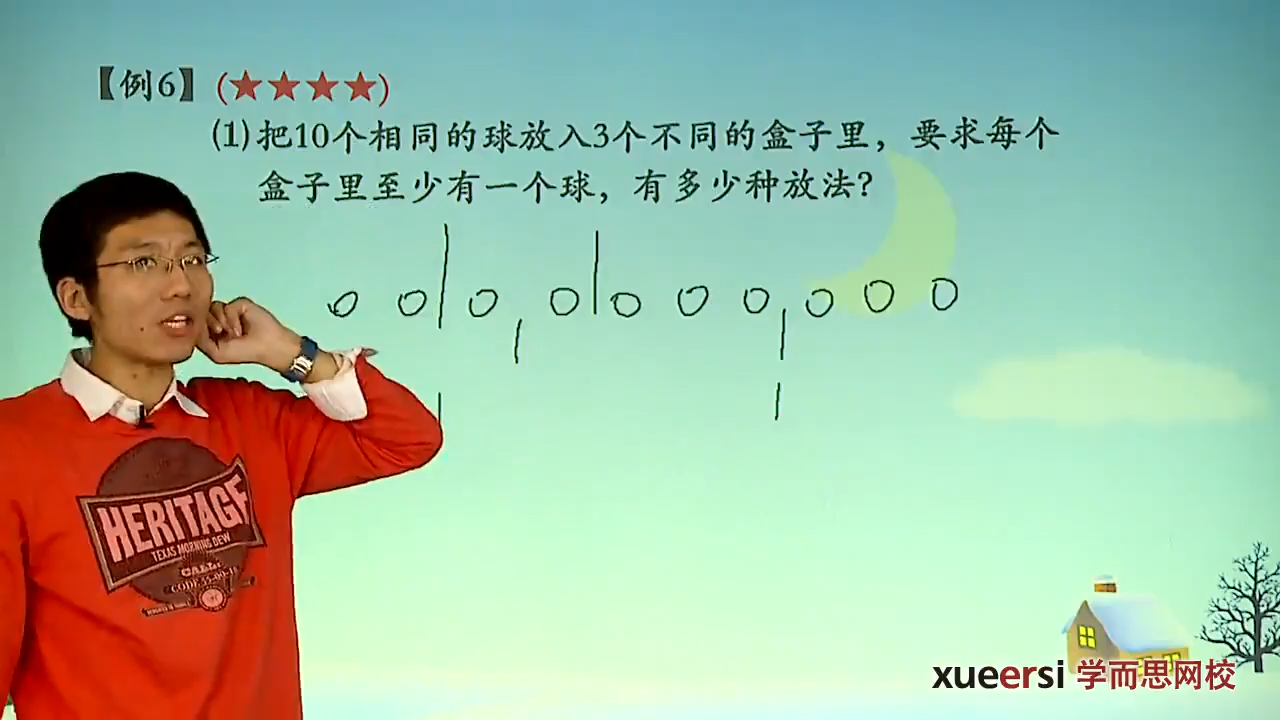 【例6】(★★★★)
(1)把10个相同的球放入3个不同的盒子里，要求每个
盒子里至少有一个球，有多少种放法？
HERITAGE
TEXAS MORNING DEW
CALL:
xueersi 学而思网校